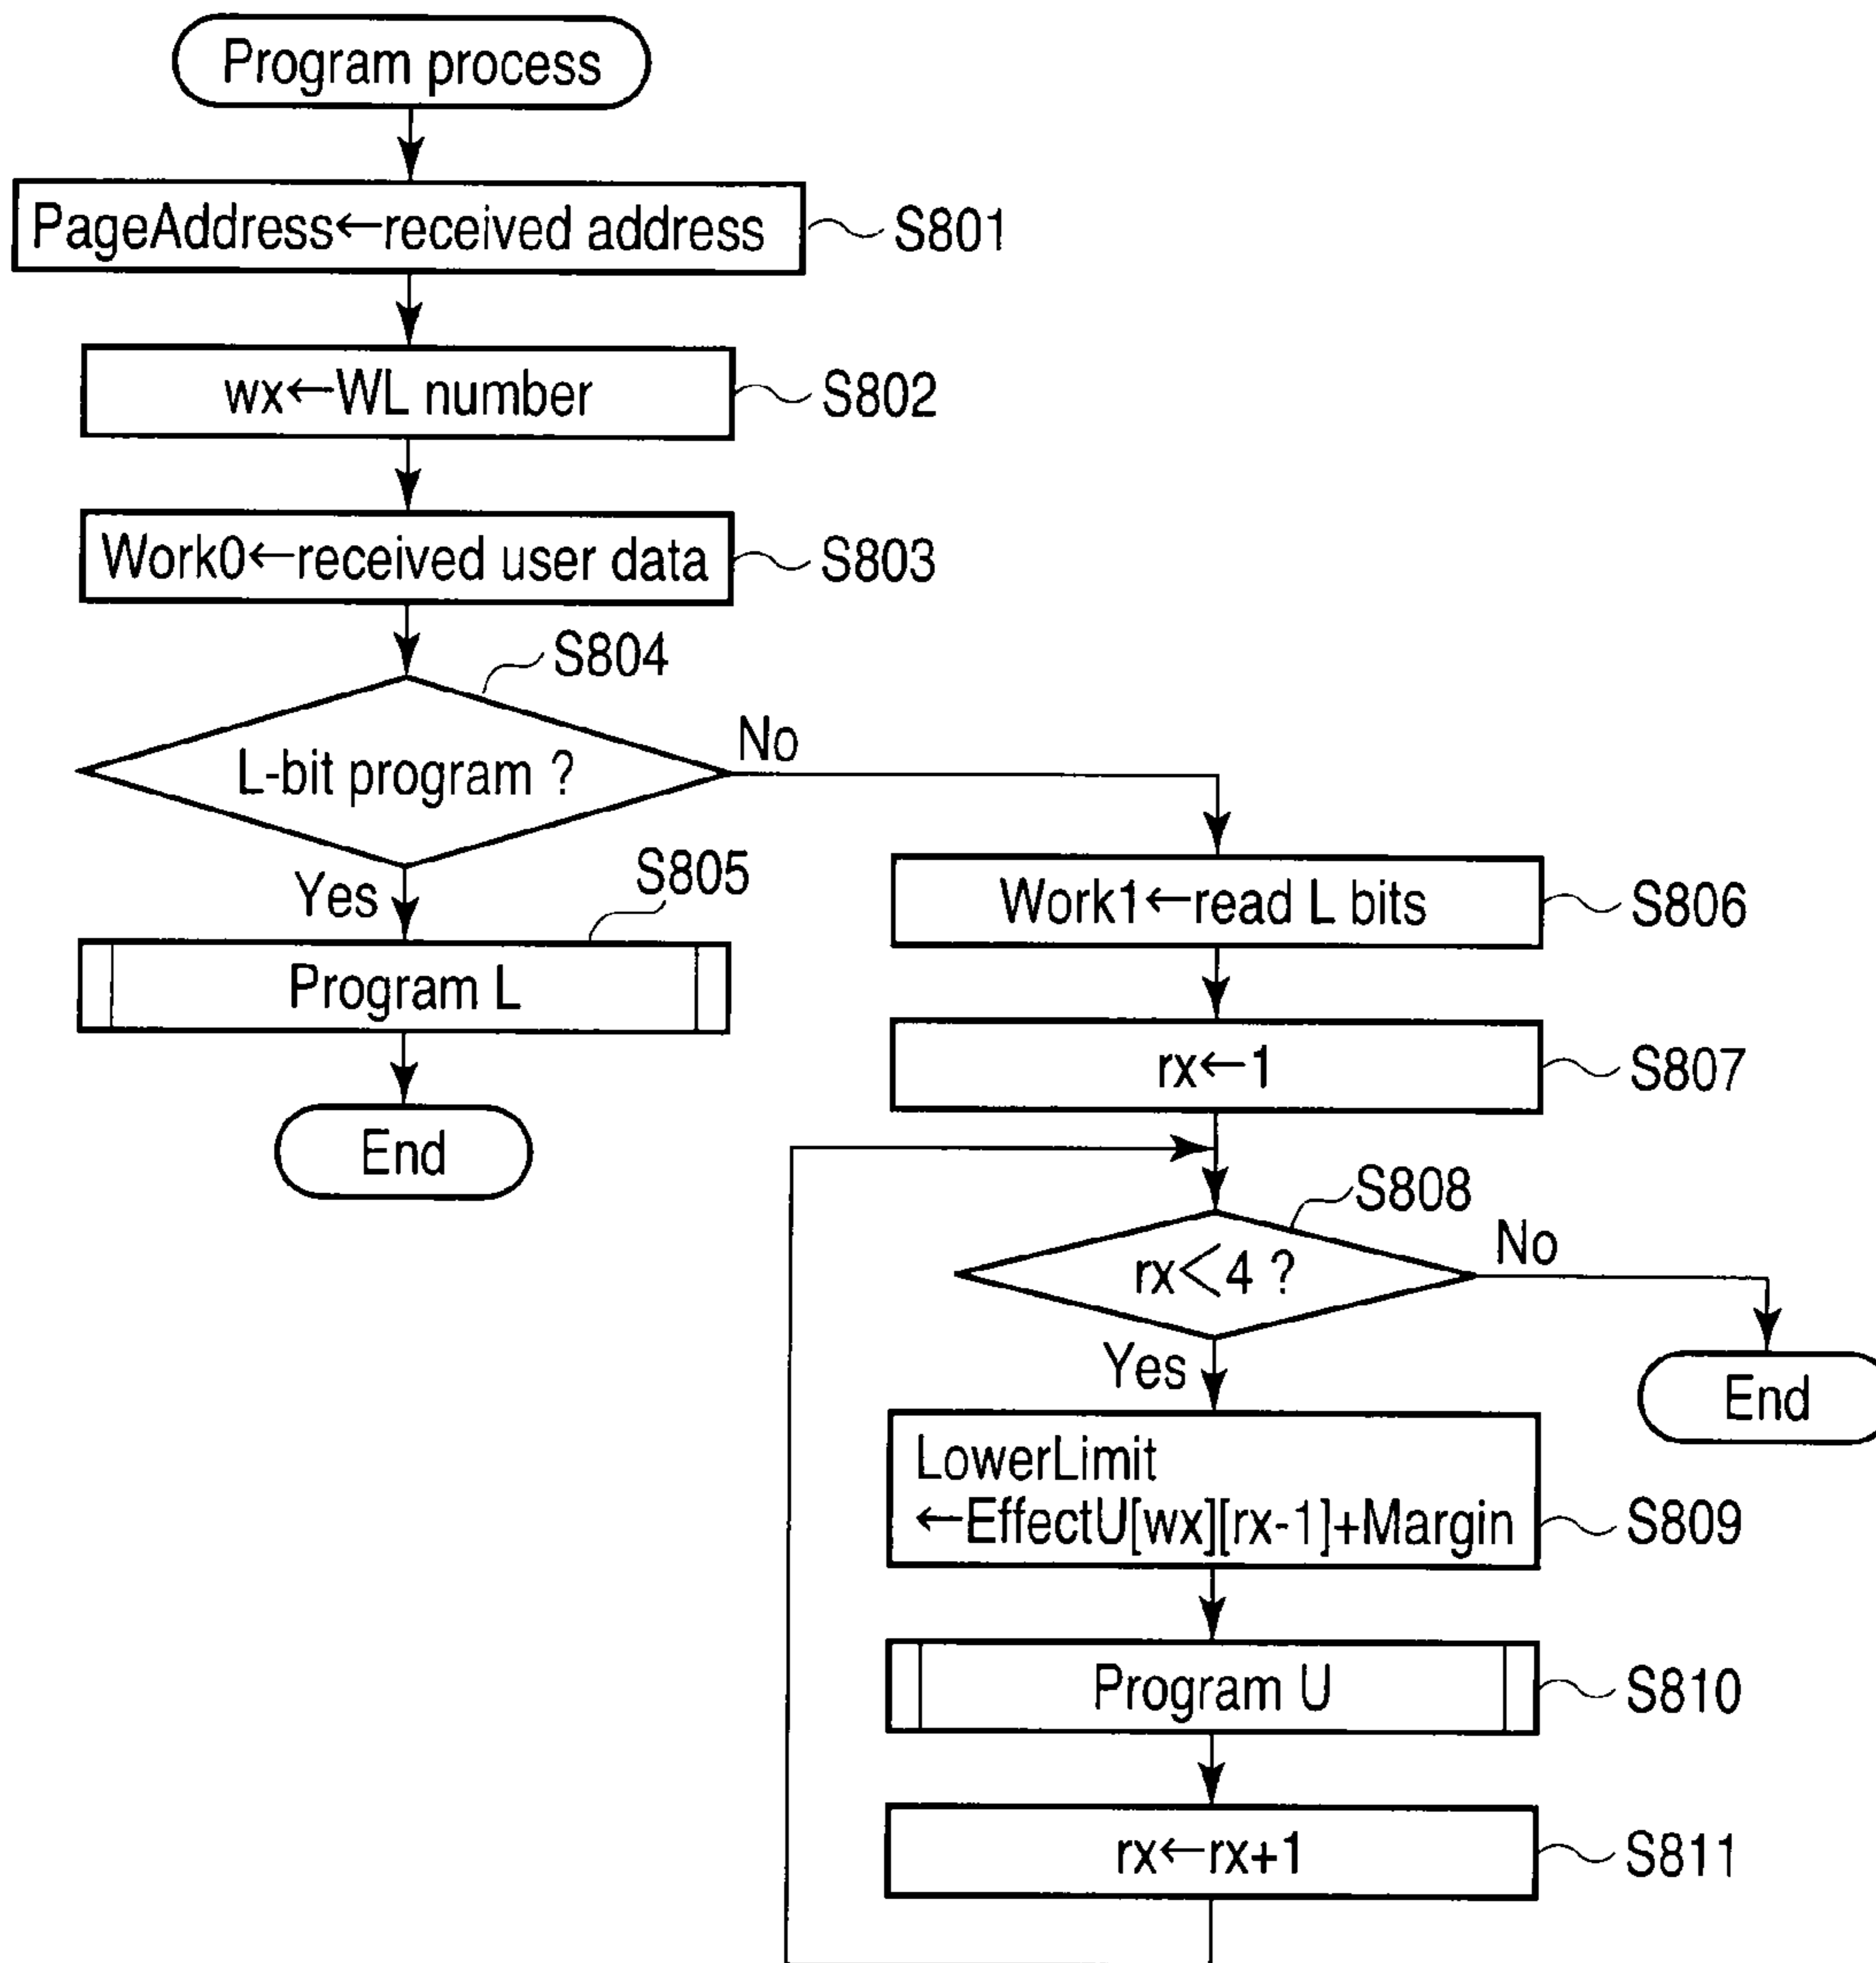 Program process
PageAddress←received address
S801
wx←WL number
S802
Work0←received user data
S803
S804
L-bit program ?
No
Yes
S805
Program L
End
Work1←read L bits
S806
rx←1
S807
S808
rx<4 ?
No
End
Yes
LowerLimit
←EffectU[wx][rx-1]+Margin
S809
Program U
S810
rx←rx+1
S811